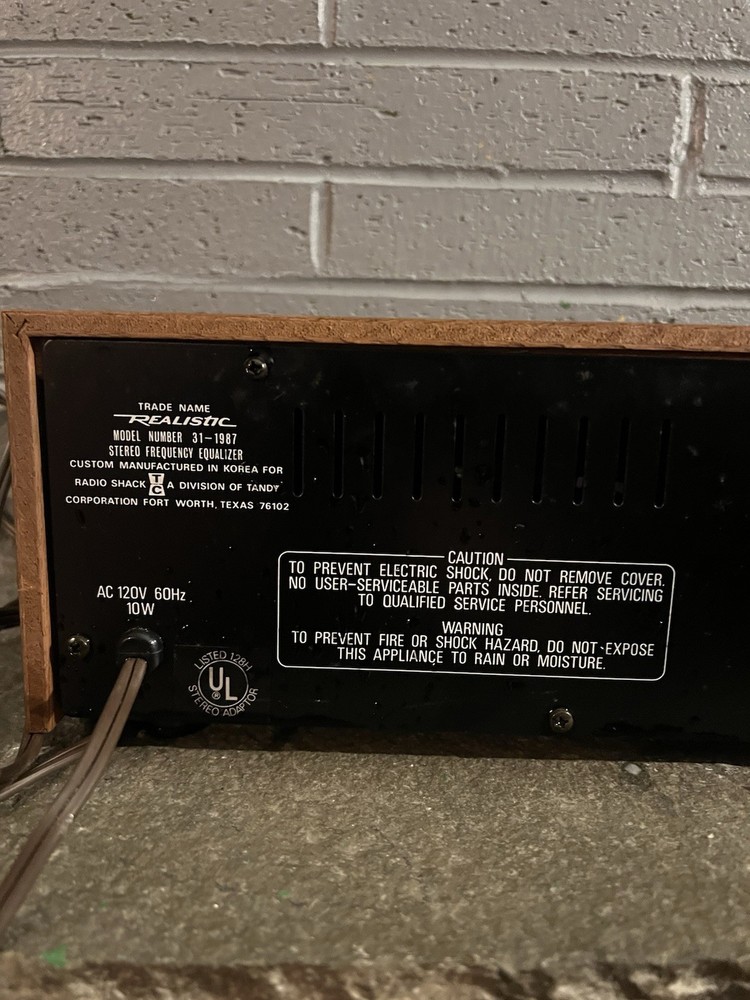 TRADE NAME
REALISTIC
MODEL NUMBER 31-1987
STEREO FREQUENCY EQUALIZER
CUSTOM MANUFACTURED IN KOREA FOR
RADIO SHACK TC A DIVISION OF TANDY
CORPORATION FORT WORTH, TEXAS 76102
AC 120V 60Hz
10W
LISTED 128H
UL
®
STEREO ADAPTOR
CAUTION
TO PREVENT ELECTRIC SHOCK, DO NOT REMOVE COVER.
NO USER-SERVICEABLE PARTS INSIDE. REFER SERVICING
TO QUALIFIED SERVICE PERSONNEL.
WARNING
TO PREVENT FIRE OR SHOCK HAZARD, DO NOT EXPOSE
THIS APPLIANCE TO RAIN OR MOISTURE.